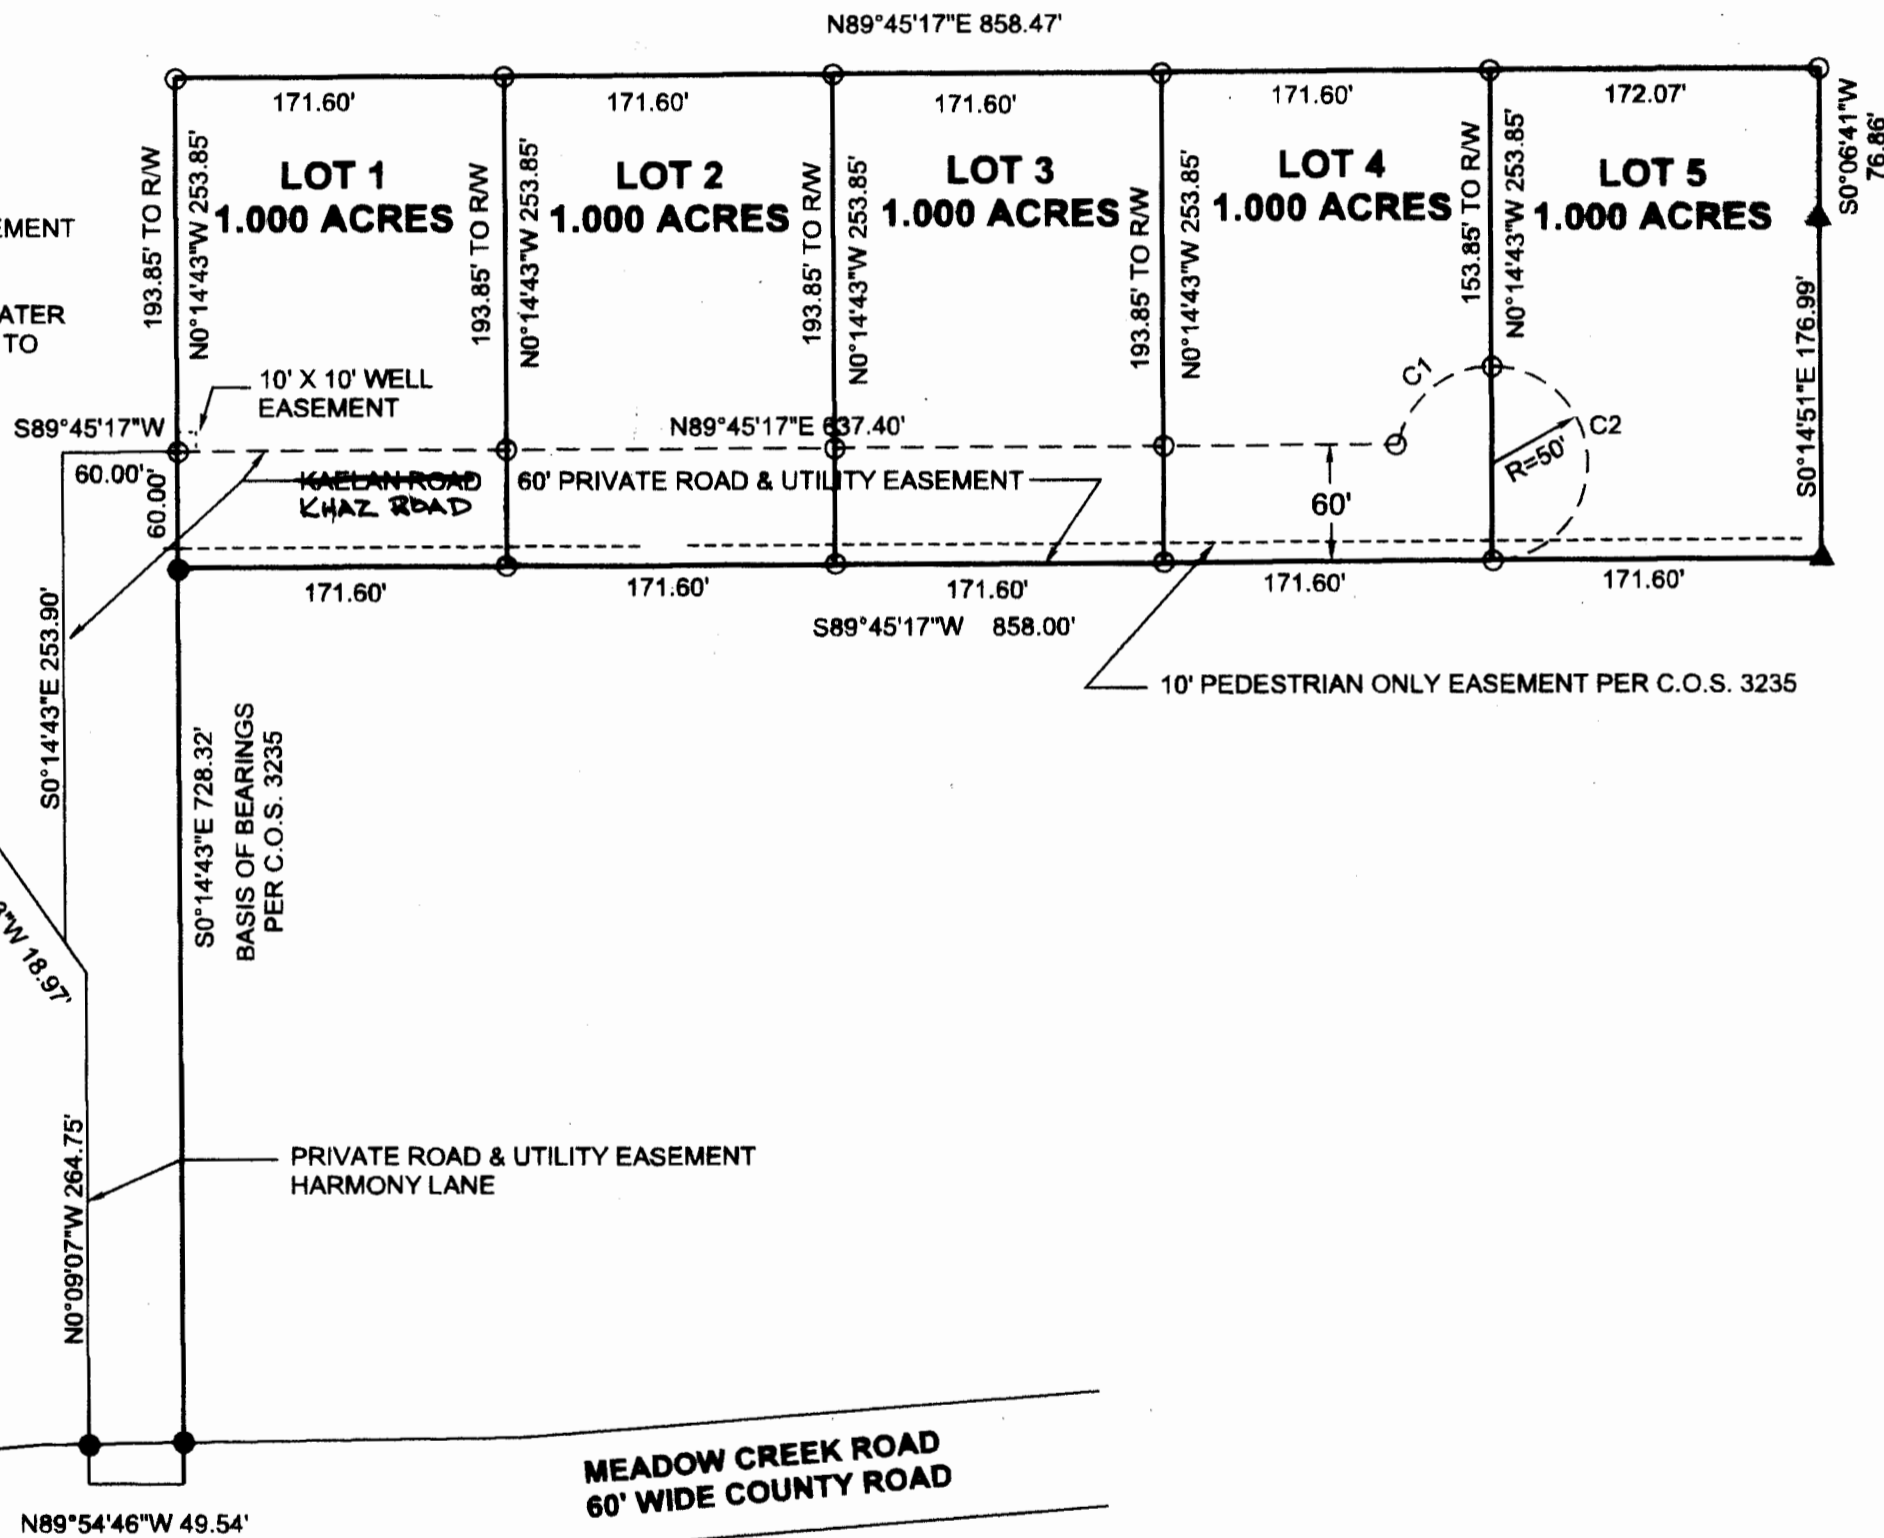 N89°45'17"E 858.47'
171.60'
171.60'
171.60'
171.60'
172.07'
S0°06'41"W
76.86'
193.85' TO R/W
N0°14'43"W 253.85'
LOT 1
1.000 ACRES
193.85' TO R/W
N0°14'43"W 253.85'
LOT 2
1.000 ACRES
193.85' TO R/W
N0°14'43"W 253.85'
LOT 3
1.000 ACRES
193.85' TO R/W
N0°14'43"W 253.85'
LOT 4
1.000 ACRES
153.85' TO R/W
N0°14'43"W 253.85'
LOT 5
1.000 ACRES
S0°14'51"E 176.99'
EMENT
ATER
TO
10' X 10' WELL
EASEMENT
S89°45'17"W
60.00'
60.00'
N89°45'17"E 637.40'
C1
C2
R=50'
KAELAN ROAD
KHAZ ROAD
60' PRIVATE ROAD & UTILITY EASEMENT
60'
171.60'
171.60'
171.60'
171.60'
171.60'
S89°45'17"W 858.00'
10' PEDESTRIAN ONLY EASEMENT PER C.O.S. 3235
S0°14'43"E 253.90'
S0°14'43"E 728.32'
BASIS OF BEARINGS
PER C.O.S. 3235
"W 18.97'
N0°09'07"W 264.75'
PRIVATE ROAD & UTILITY EASEMENT
HARMONY LANE
MEADOW CREEK ROAD
60' WIDE COUNTY ROAD
N89°54'46"W 49.54'